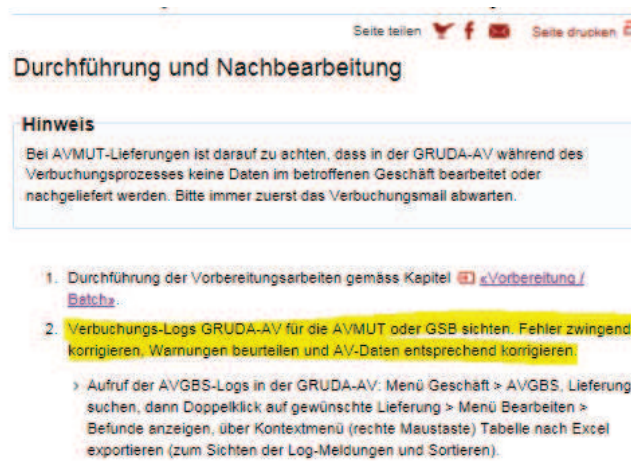 Seite teilen Seite drucken
Durchführung und Nachbearbeitung
Hinweis
Bei AVMUT-Lieferungen ist darauf zu achten, dass in der GRUDA-AV während des
Verbuchungsprozesses keine Daten im betroffenen Geschäft bearbeitet oder
nachgeliefert werden. Bitte immer zuerst das Verbuchungsmail abwarten.
1. Durchführung der Vorbereitungsarbeiten gemäss Kapitel «Vorbereitung /
Batch».
2. Verbuchungs-Logs GRUDA-AV für die AVMUT oder GSB sichten. Fehler zwingend
korrigieren, Warnungen beurteilen und AV-Daten entsprechend korrigieren.
› Aufruf der AVGBS-Logs in der GRUDA-AV: Menü Geschäft > AVGBS, Lieferung
suchen, dann Doppelklick auf gewünschte Lieferung > Menü Bearbeiten >
Befunde anzeigen, über Kontextmenü (rechte Maustaste) Tabelle nach Excel
exportieren (zum Sichten der Log-Meldungen und Sortieren).